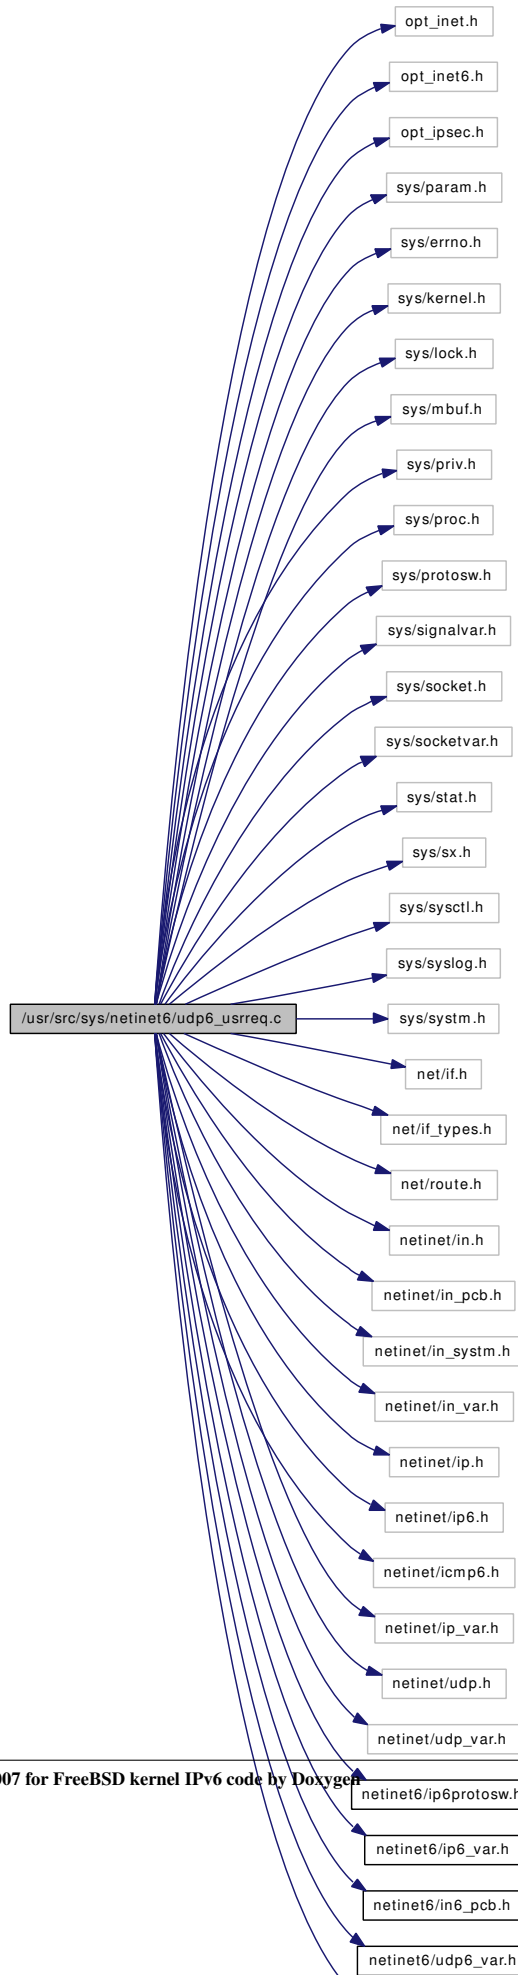 opt_inet.h
opt_inet6.h
opt_ipsec.h
sys/param.h
sys/errno.h
sys/kernel.h
sys/lock.h
sys/mbuf.h
sys/priv.h
sys/proc.h
sys/protosw.h
sys/signalvar.h
sys/socket.h
sys/socketvar.h
sys/stat.h
sys/sx.h
sys/sysctl.h
sys/syslog.h
/usr/src/sys/netinet6/udp6_usrreq.c
sys/systm.h
net/if.h
net/if_types.h
net/route.h
netinet/in.h
netinet/in_pcb.h
netinet/in_systm.h
netinet/in_var.h
netinet/ip.h
netinet/ip6.h
netinet/icmp6.h
netinet/ip_var.h
netinet/udp.h
netinet/udp_var.h
007 for FreeBSD kernel IPv6 code by Doxygen
netinet6/ip6protosw.h
netinet6/ip6_var.h
netinet6/in6_pcb.h
netinet6/udp6_var.h